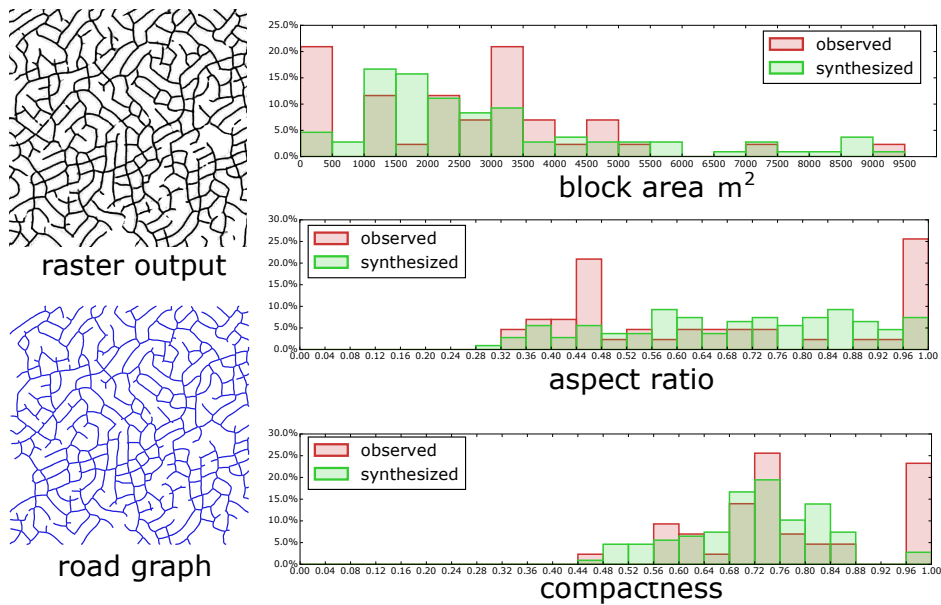 raster output
road graph
25.0%
20.0%
15.0%
10.0%
5.0%
0.0%
observed
synthesized
0 500 1000 1500 2000 2500 3000 3500 4000 4500 5000 5500 6000 6500 7000 7500 8000 8500 9000 9500
block area m²
30.0%
25.0%
20.0%
15.0%
10.0%
5.0%
0.0%
observed
synthesized
0.00 0.04 0.08 0.12 0.16 0.20 0.24 0.28 0.32 0.36 0.40 0.44 0.48 0.52 0.56 0.60 0.64 0.68 0.72 0.76 0.80 0.84 0.88 0.92 0.96 1.00
aspect ratio
30.0%
25.0%
20.0%
15.0%
10.0%
5.0%
0.0%
observed
synthesized
0.00 0.04 0.08 0.12 0.16 0.20 0.24 0.28 0.32 0.36 0.40 0.44 0.48 0.52 0.56 0.60 0.64 0.68 0.72 0.76 0.80 0.84 0.88 0.92 0.96 1.00
compactness